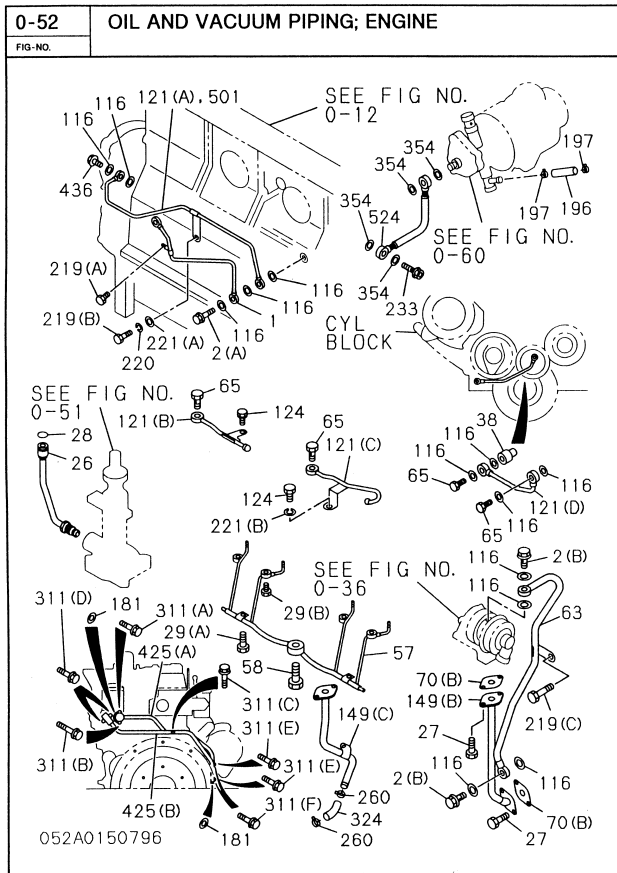 0-52
OIL AND VACUUM PIPING; ENGINE
FIG-NO.
121(A),501
SEE FIG NO.
0-12
116
116
116
436
354
354
197
354
524
197
196
SEE FIG NO.
0-60
219(A)
116
354
233
219(B)
221(A)
116
1
116
220
2(A)
CYL
BLOCK
SEE FIG NO.
0-51
65
121(B)
124
28
26
65
121(C)
38
116
116
65
116
121(D)
116
65
124
221(B)
SEE FIG NO.
0-36
116
2(B)
116
63
311(D)
181
311(A)
29(A)
425(A)
29(B)
58
57
70(B)
149(B)
311(C)
149(C)
219(C)
311(E)
27
311(B)
311(E)
116
2(B)
116
425(B)
311(F)
260
324
70(B)
052A0150796
181
260
27